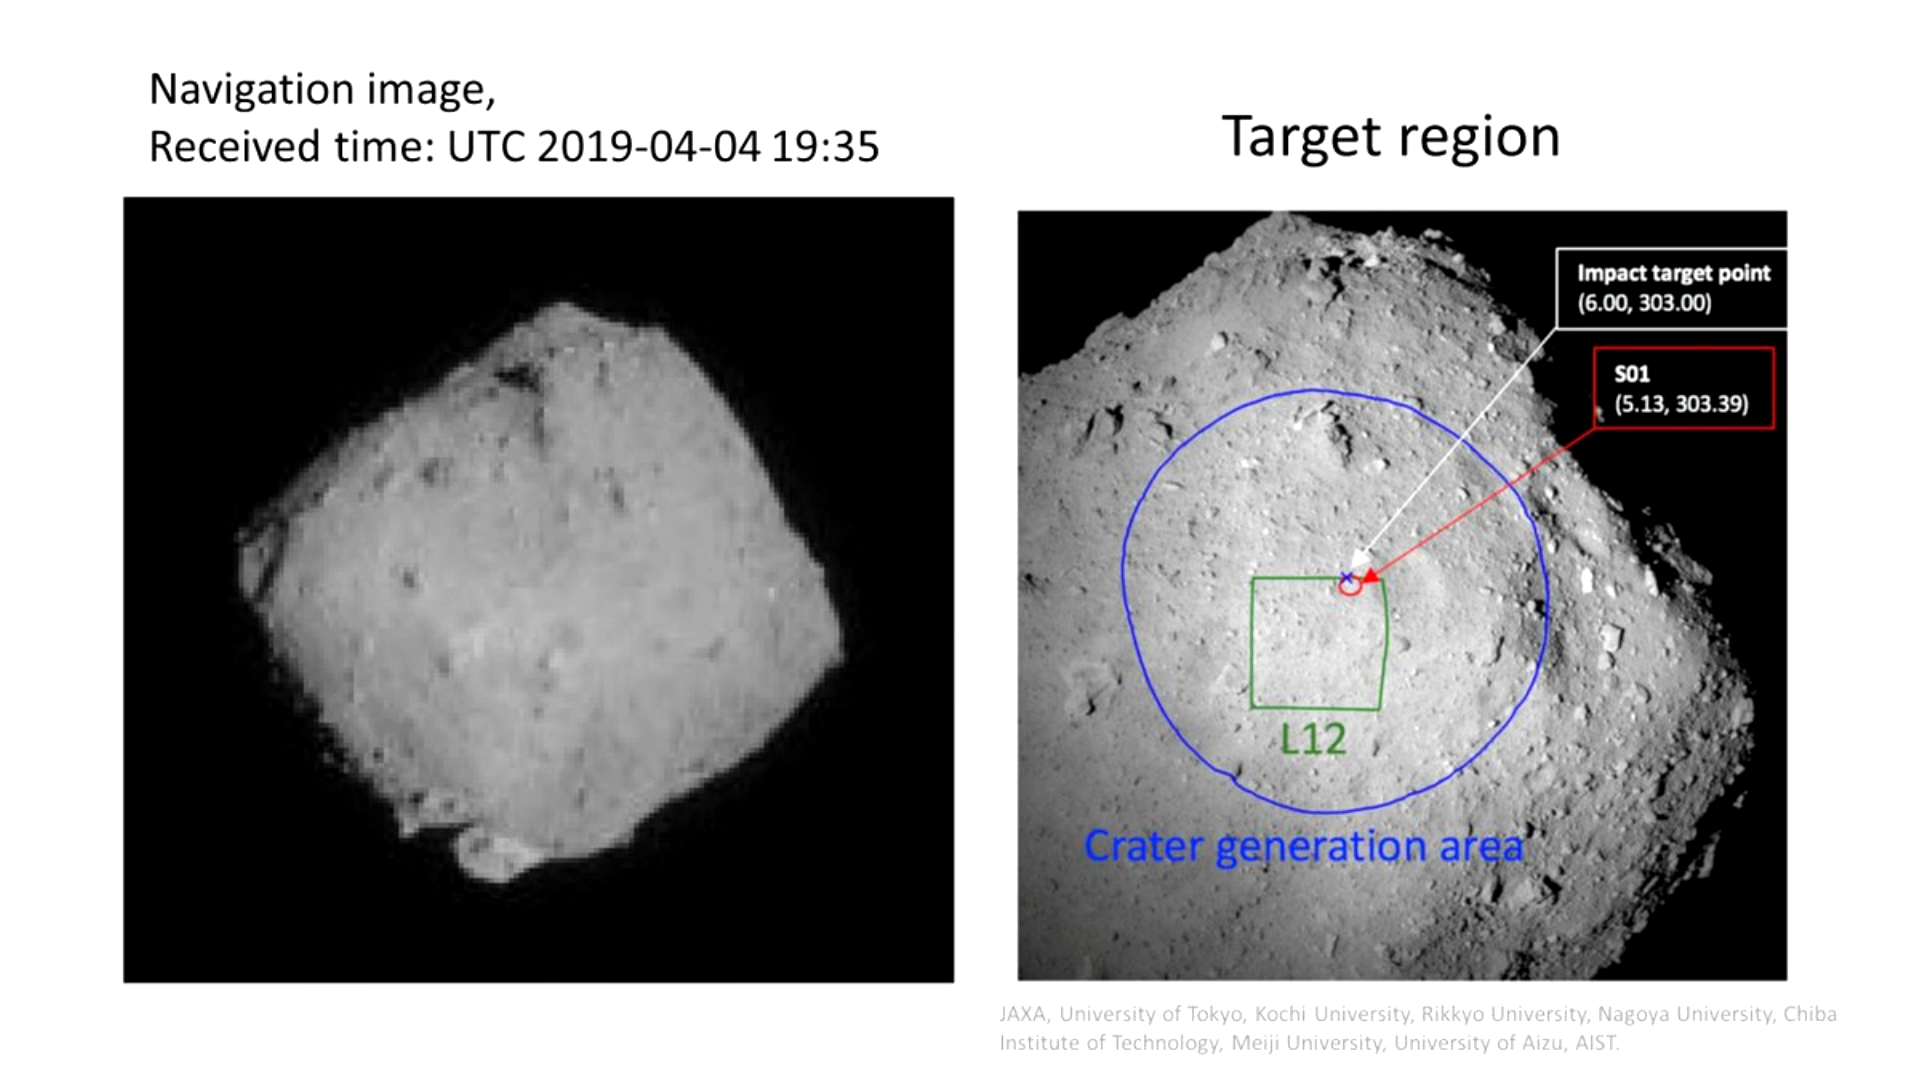 Navigation image,
Received time: UTC 2019-04-04 19:35
Target region
Impact target point
(6.00, 303.00)
S01
(5.13, 303.39)
L12
Crater generation area
JAXA, University of Tokyo, Kochi University, Rikkyo University, Nagoya University, Chiba
Institute of Technology, Meiji University, University of Aizu, AIST.